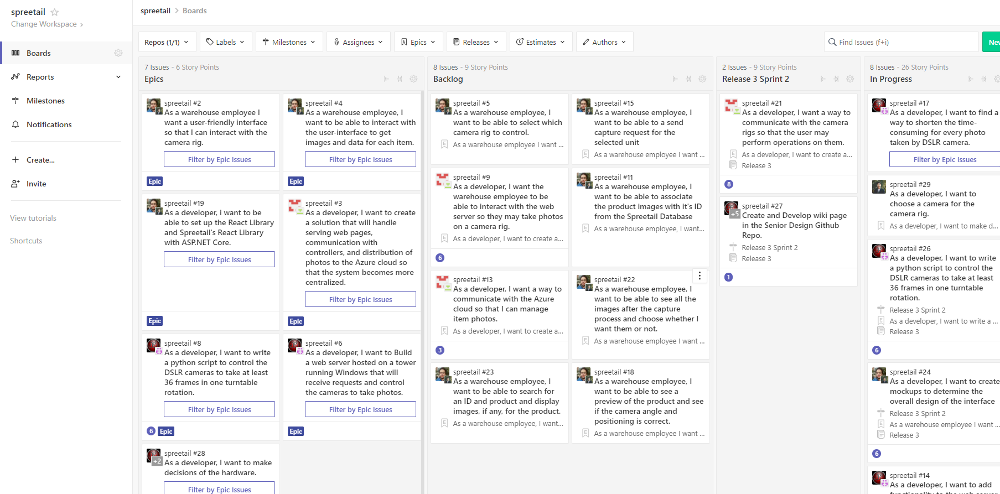 spreetail
Change Workspace
Boards
Reports
Milestones
Notifications
Create...
Invite
View tutorials
Shortcuts
spreetail > Boards
Repos (1/1)
Labels
Milestones
Assignees
Epics
Releases
Estimates
Authors
Find Issues (f+i)
New
7 Issues - 6 Story Points
Epics
spreetail #2
As a warehouse employee I
want a user-friendly interface
so that I can interact with the
camera rig.
Filter by Epic Issues
Epic
spreetail #4
As a warehouse employee, I
want to be able to interact with
the user-interface to get
images and data for each item.
Filter by Epic Issues
Epic
spreetail #19
As a developer, i want to be
able to set up the React Library
and Spreetail's React Library
with ASP.NET Core.
Filter by Epic Issues
Epic
spreetail #3
As a developer, I want to create
a solution that will handle
serving web pages,
communication with
controllers, and distribution of
photos to the Azure cloud so
that the system becomes more
centralized.
Filter by Epic Issues
Epic
spreetail #8
As a developer, I want to write
a python script to control the
DSLR cameras to take at least
36 frames in one turntable
rotation.
Filter by Epic Issues
6 Epic
spreetail #6
As a developer, I want to Build
a web server hosted on a tower
running Windows that will
receive requests and control
the cameras to take photos.
Filter by Epic Issues
Epic
+2
spreetail #28
As a developer, I want to make
decisions of the hardware.
Filter by Epic Issues
8 Issues - 9 Story Points
Backlog
spreetail #5
As a warehouse employee, I
want to be able to select which
camera rig to control.
As a warehouse employee I want ...
spreetail #15
As a warehouse employee, I
want to be able to a send
capture request for the
selected unit
As a warehouse employee I want ...
spreetail #9
As a developer, I want the
warehouse employee to be
able to interact with the web
server so they may take photos
on a camera rig.
As a developer, I want to create a...
6
spreetail #11
As a warehouse employee, I
want to be able to associate
the product images with it's ID
from the Spreetail Database
As a warehouse employee, I want...
spreetail #13
As a developer, I want a way to
communicate with the Azure
cloud so that I can manage
item photos.
As a developer, I want to create a...
3
spreetail #22
As a warehouse employee, I
want to be able to see all the
images after the capture
process and choose whether I
want them or not.
As a warehouse employee I want ...
spreetail #23
As a warehouse employee, I
want to be able to search for
an ID and product and display
images, if any, for the product.
As a warehouse employee, I want...
spreetail #18
As a warehouse employee, I
want to be able to see a
preview of the product and see
if the camera angle and
positioning is correct.
As a warehouse employee I want ...
2 Issues - 9 Story Points
Release 3 Sprint 2
spreetail #21
As a developer, I want a way to
communicate with the camera
rigs so that the user may
perform operations on them.
As a developer, I want to create a...
Release 3
8
+5
spreetail #27
Create and Develop wiki page
in the Senior Design Github
Repo.
Release 3 Sprint 2
Release 3
1
8 Issues - 26 Story Points
In Progress
spreetail #17
As a developer, I want to find a
way to shorten the time-
consuming for every photo
taken by DSLR camera.
Filter by Epic Issues
spreetail #29
As a developer, I want to
choose a camera for the
camera rig.
As a developer, I want to make d...
spreetail #26
As a developer, I want to write
a python script to control the
DSLR cameras to take at least
36 frames in one turntable
rotation.
Release 3 Sprint 2
As a developer, I want to write a ...
Release 3
6
spreetail #24
As a developer, I want to create
mockups to determine the
overall design of the interface
Release 3 Sprint 2
As a warehouse employee I want ...
Release 3
6
spreetail #14
As a developer, I want to add
functionality to the web server